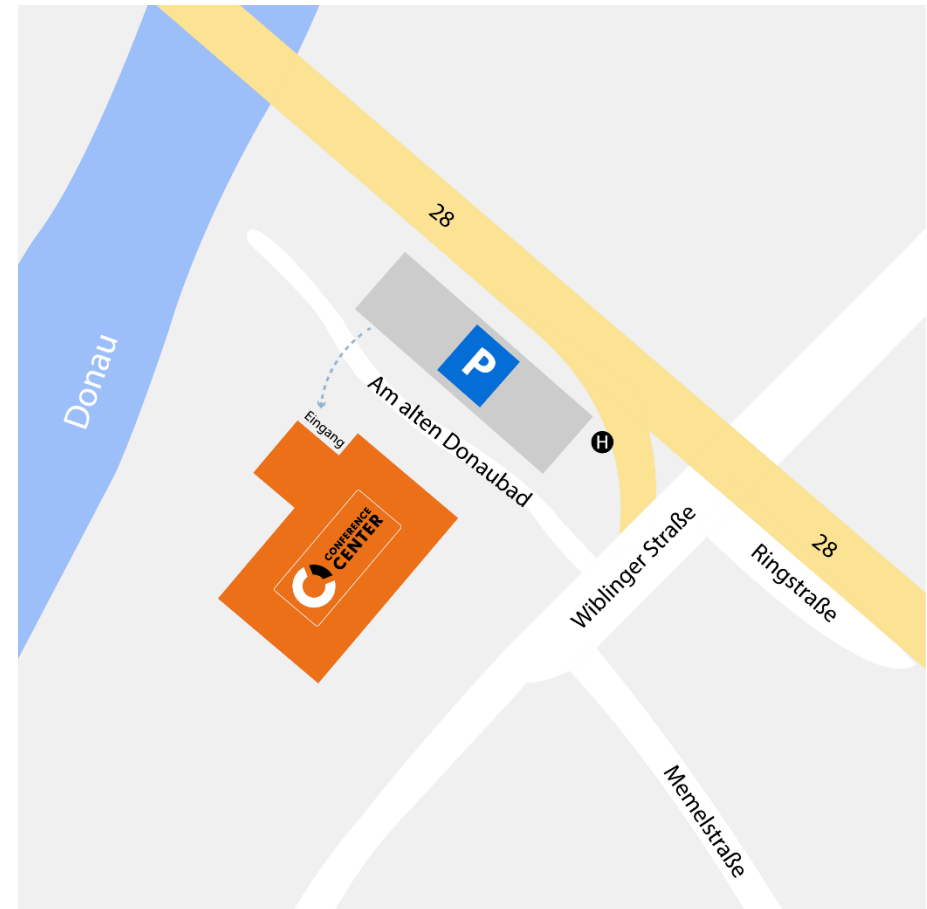 28
Donau
P
Am alten Donaubad
Eingang
H
CONFERENCE
CENTER
Wiblinger Straße
28
Ringstraße
Memelstraße